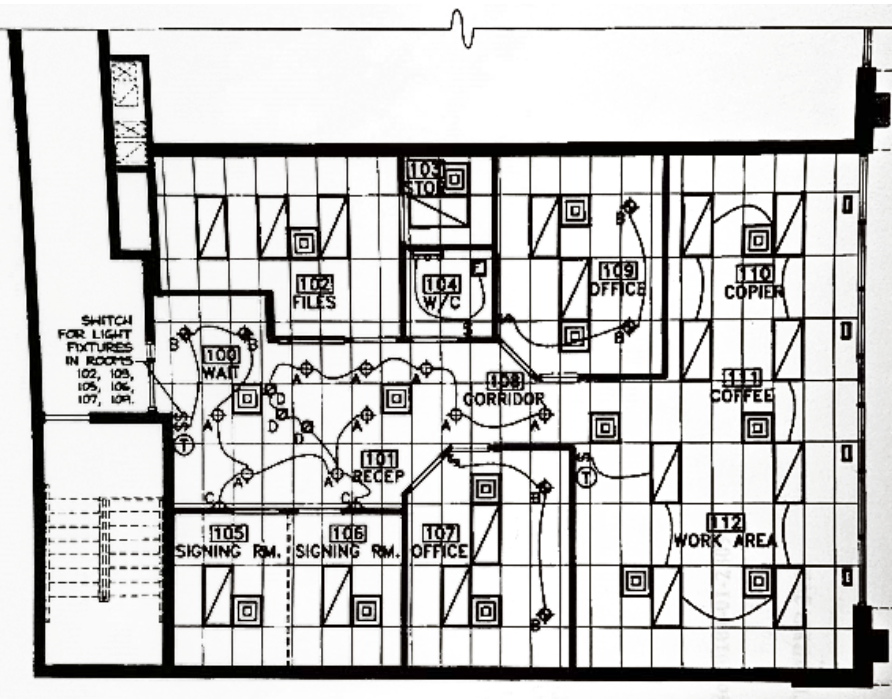 103
STOR
102
FILES
104
W/C
109
OFFICE
B
B
110
COPIER
SWITCH
FOR LIGHT
FIXTURES
IN ROOMS
102, 103,
105, 106,
107, 109.
B
B
100
WAIT
A
A
A
108
CORRIDOR
111
COFFEE
D
D
D
A
A
A
A
$$
T
101
RECEP
A
A
C
C
T
B
105
SIGNING RM.
106
SIGNING RM.
107
OFFICE
112
WORK AREA
B